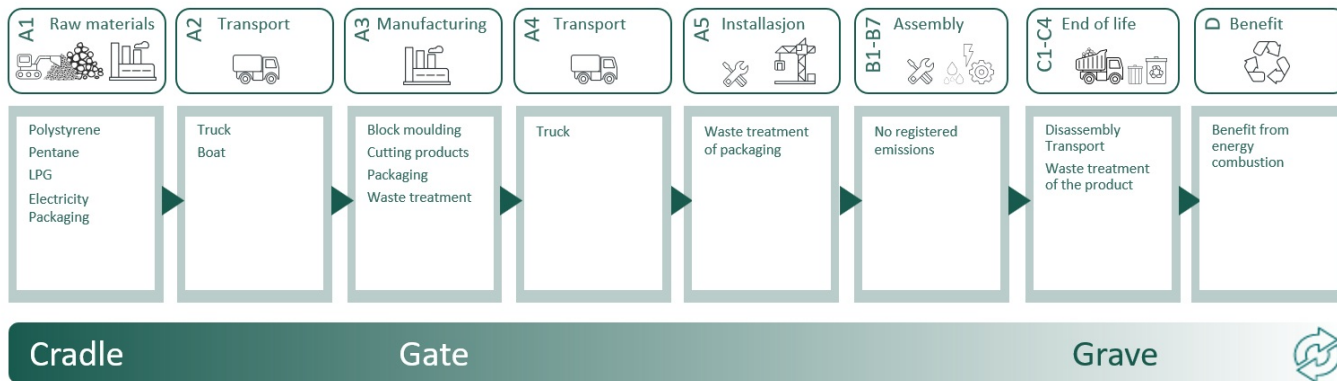 A1 Raw materials
A2 Transport
A3 Manufacturing
A4 Transport
A5 Installasjon
B1-B7 Assembly
C1-C4 End of life
D Benefit
Polystyrene
Pentane
LPG
Electricity
Packaging
Truck
Boat
Block moulding
Cutting products
Packaging
Waste treatment
Truck
Waste treatment
of packaging
No registered
emissions
Disassembly
Transport
Waste treatment
of the product
Benefit from
energy
combustion
Cradle
Gate
Grave